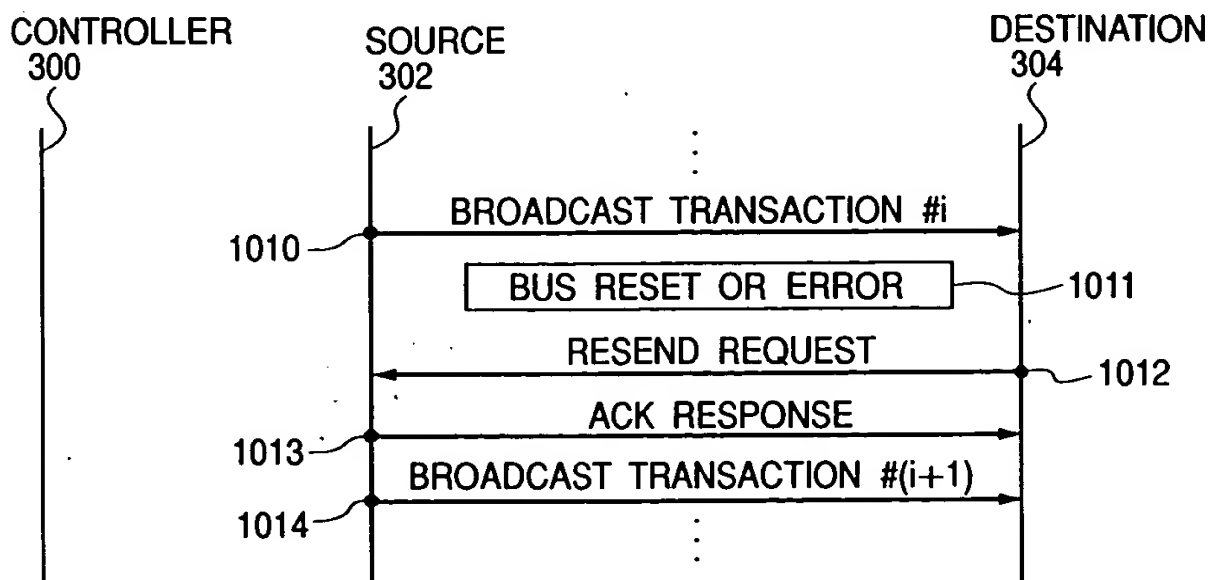 CONTROLLER
300
SOURCE
302
DESTINATION
304
BROADCAST TRANSACTION #i
1010
BUS RESET OR ERROR
1011
RESEND REQUEST
1012
ACK RESPONSE
1013
BROADCAST TRANSACTION #(i+1)
1014